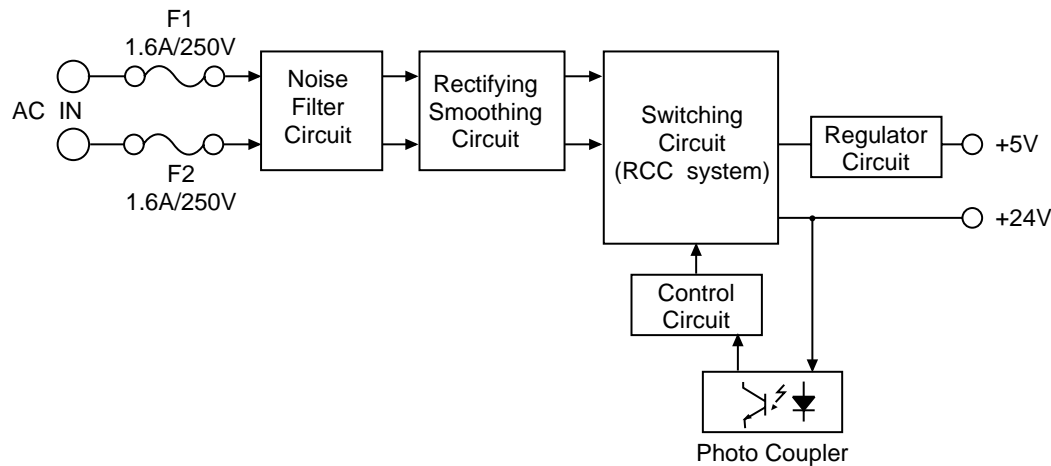 F1
1.6A/250V
AC IN
F2
1.6A/250V
Noise
Filter
Circuit
Rectifying
Smoothing
Circuit
Switching
Circuit
(RCC system)
Regulator
Circuit
+5V
+24V
Control
Circuit
Photo Coupler